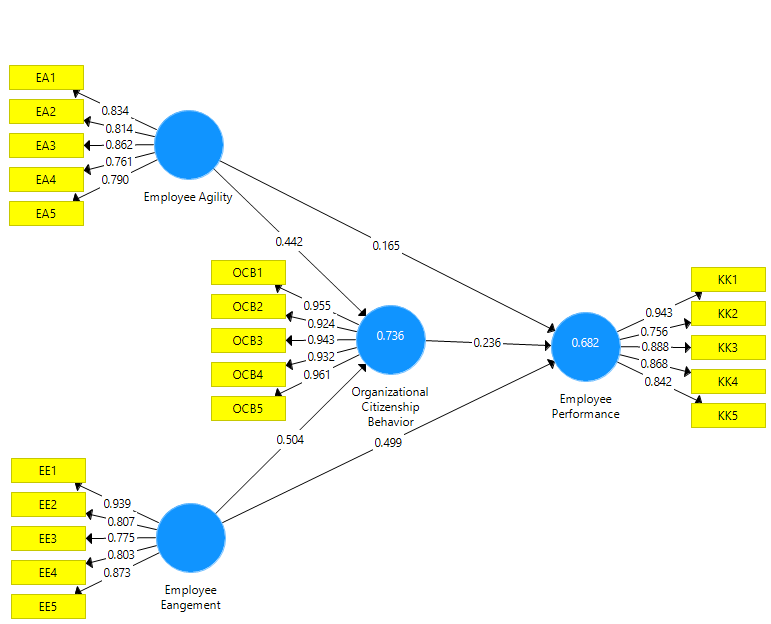 EA1
EA2
EA3
EA4
EA5
0.834
0.814
0.862
0.761
0.790
Employee Agility
0.442
0.165
OCB1
OCB2
OCB3
OCB4
OCB5
0.955
0.924
0.943
0.932
0.961
0.736
Organizational
Citizenship
Behavior
0.236
0.682
Employee
Performance
0.943
0.756
0.888
0.868
0.842
KK1
KK2
KK3
KK4
KK5
0.504
0.499
EE1
EE2
EE3
EE4
EE5
0.939
0.807
0.775
0.803
0.873
Employee
Eangement